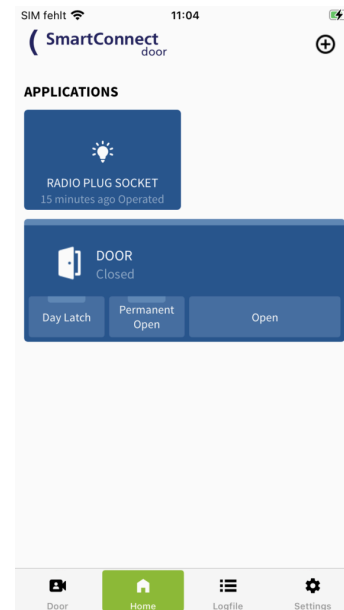 SIM fehlt 11:04
SmartConnect
door
APPLICATIONS
RADIO PLUG SOCKET
15 minutes ago Operated
DOOR
Closed
Day Latch
Permanent
Open
Open
Door
Home
Logfile
Settings